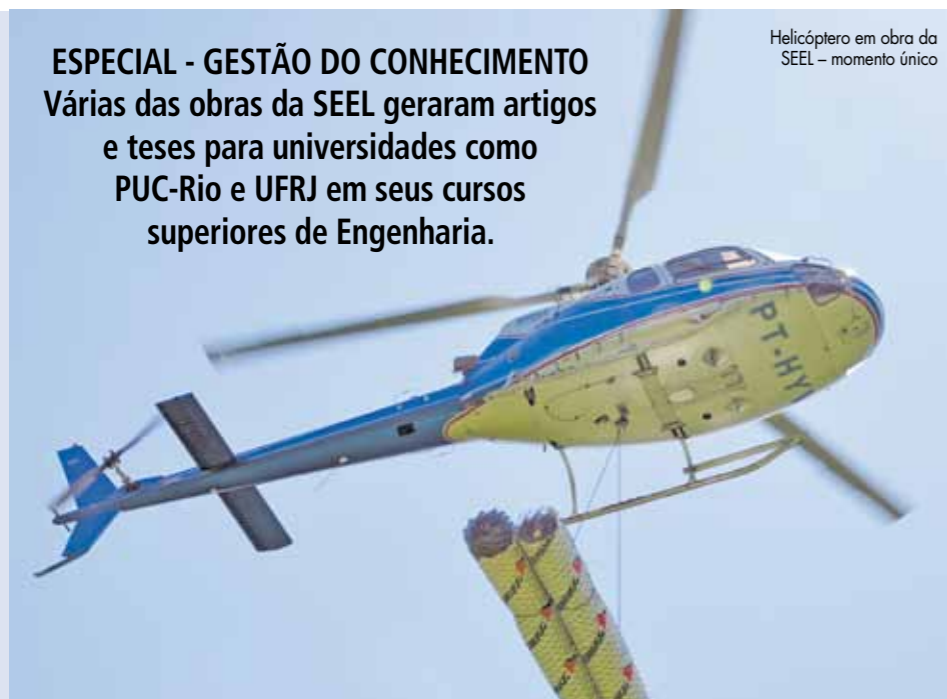 ESPECIAL - GESTÃO DO CONHECIMENTO
Várias das obras da SEEL geraram artigos
e teses para universidades como
PUC-Rio e UFRJ em seus cursos
superiores de Engenharia.
Helicóptero em obra da
SEEL – momento único
PT-HY